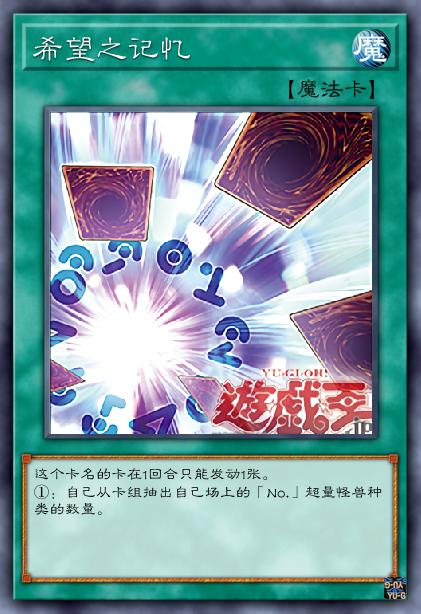 希望之记忆
魔
【魔法卡】
YU-GI-OH!
遊戯王
这个卡名的卡在1回合只能发动1张。
①：自己从卡组抽出自己场上的「No.」超量怪兽种
类的数量。
YU-G